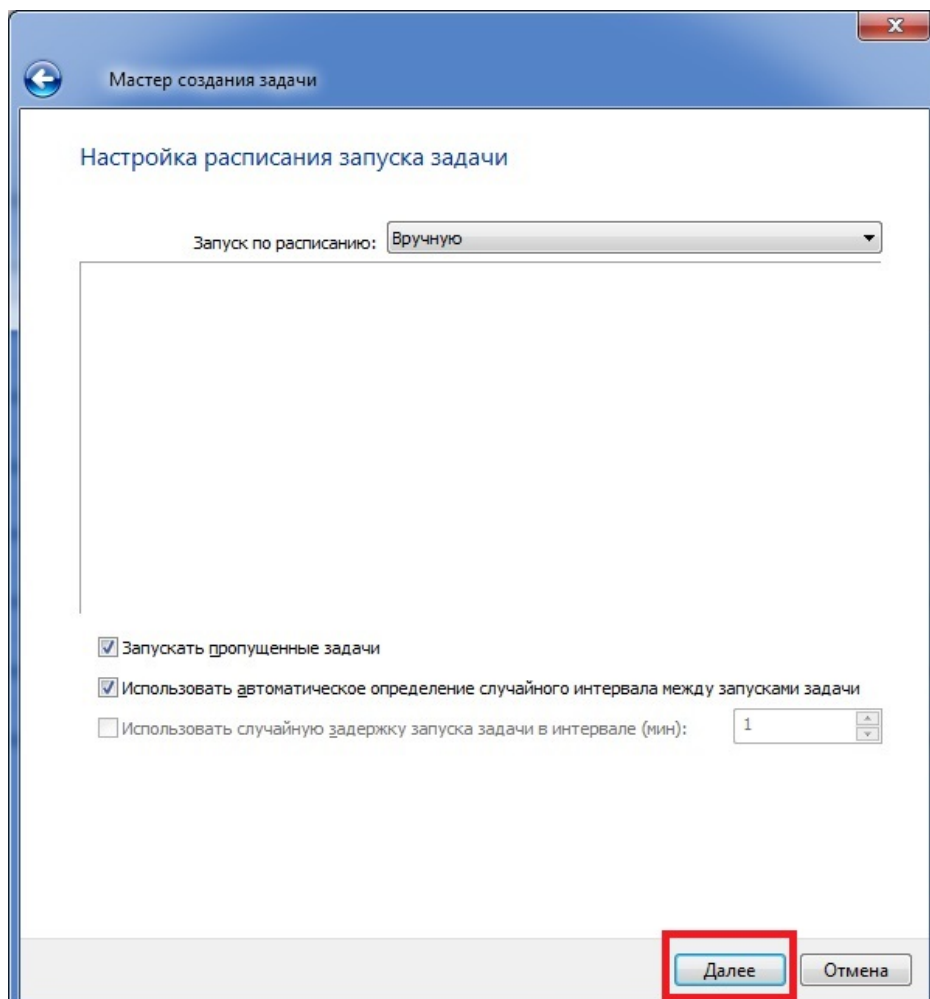 Мастер создания задачи
Настройка расписания запуска задачи
Запуск по расписанию: Вручную
Запускать пропущенные задачи
Использовать автоматическое определение случайного интервала между запусками задачи
Использовать случайную задержку запуска задачи в интервале (мин): 1
Далее Отмена